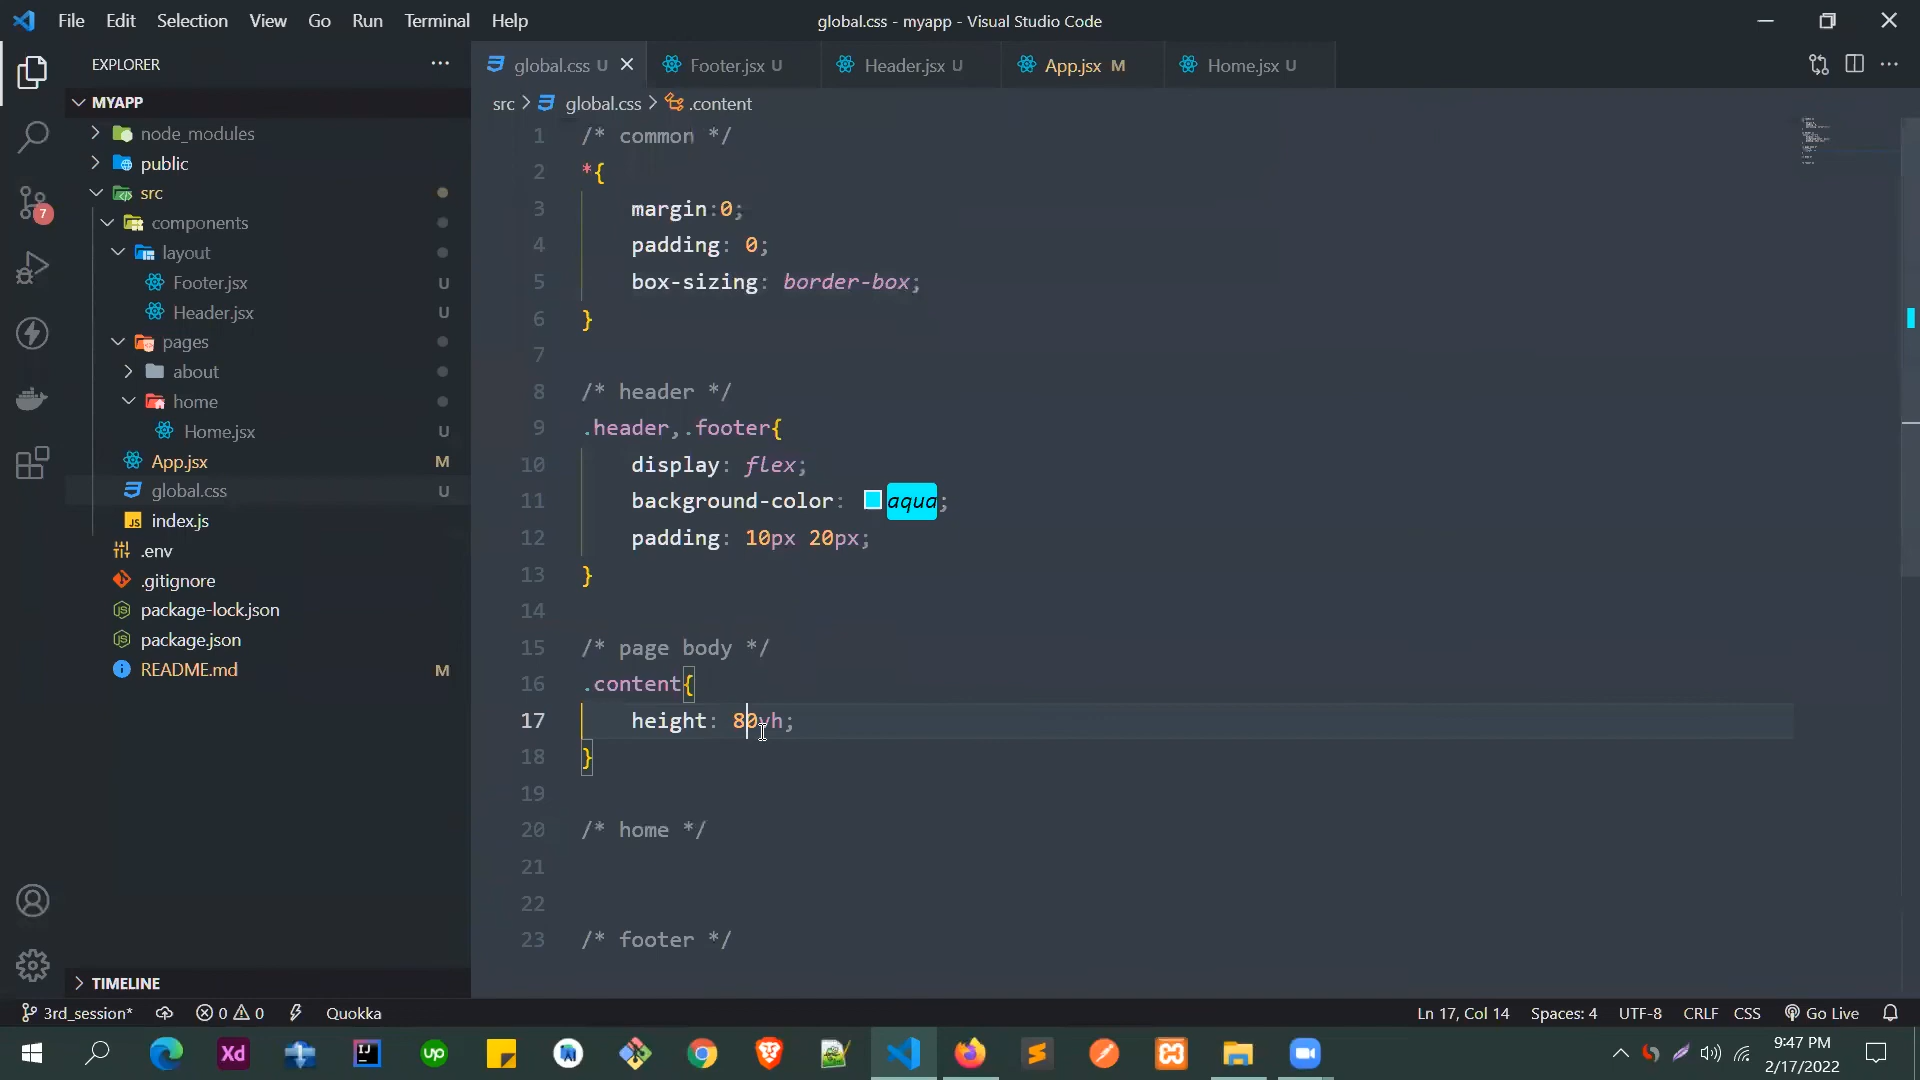 File Edit Selection View Go Run Terminal Help
global.css - myapp - Visual Studio Code
EXPLORER
MYAPP
node_modules
public
src
components
layout
Footer.jsx U
Header.jsx U
pages
about
home
Home.jsx U
App.jsx M
global.css U
index.js
.env
.gitignore
package-lock.json
package.json
README.md M
TIMELINE
7
global.css U
Footer.jsx U
Header.jsx U
App.jsx M
Home.jsx U
src > global.css > .content
1 /* common */
2 *{
3 margin:0;
4 padding: 0;
5 box-sizing: border-box;
6 }
7
8 /* header */
9 .header,.footer{
10 display: flex;
11 background-color: aqua;
12 padding: 10px 20px;
13 }
14
15 /* page body */
16 .content{
17 height: 80vh;
18 }
19
20 /* home */
21
22
23 /* footer */
3rd_session* 0 0 Quokka
Ln 17, Col 14 Spaces: 4 UTF-8 CRLF CSS Go Live
Xd
IJ
up
9:47 PM
2/17/2022